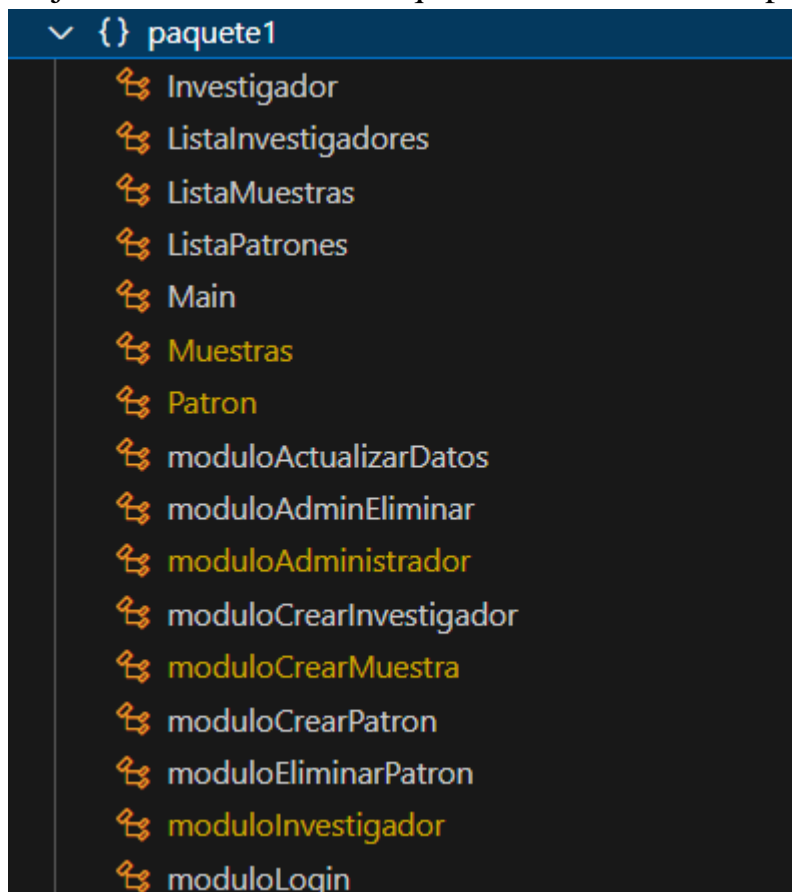 {} paquete1
Investigador
ListaInvestigadores
ListaMuestras
ListaPatrones
Main
Muestras
Patron
moduloActualizarDatos
moduloAdminEliminar
moduloAdministrador
moduloCrearInvestigador
moduloCrearMuestra
moduloCrearPatron
moduloEliminarPatron
moduloInvestigador
moduloLogin